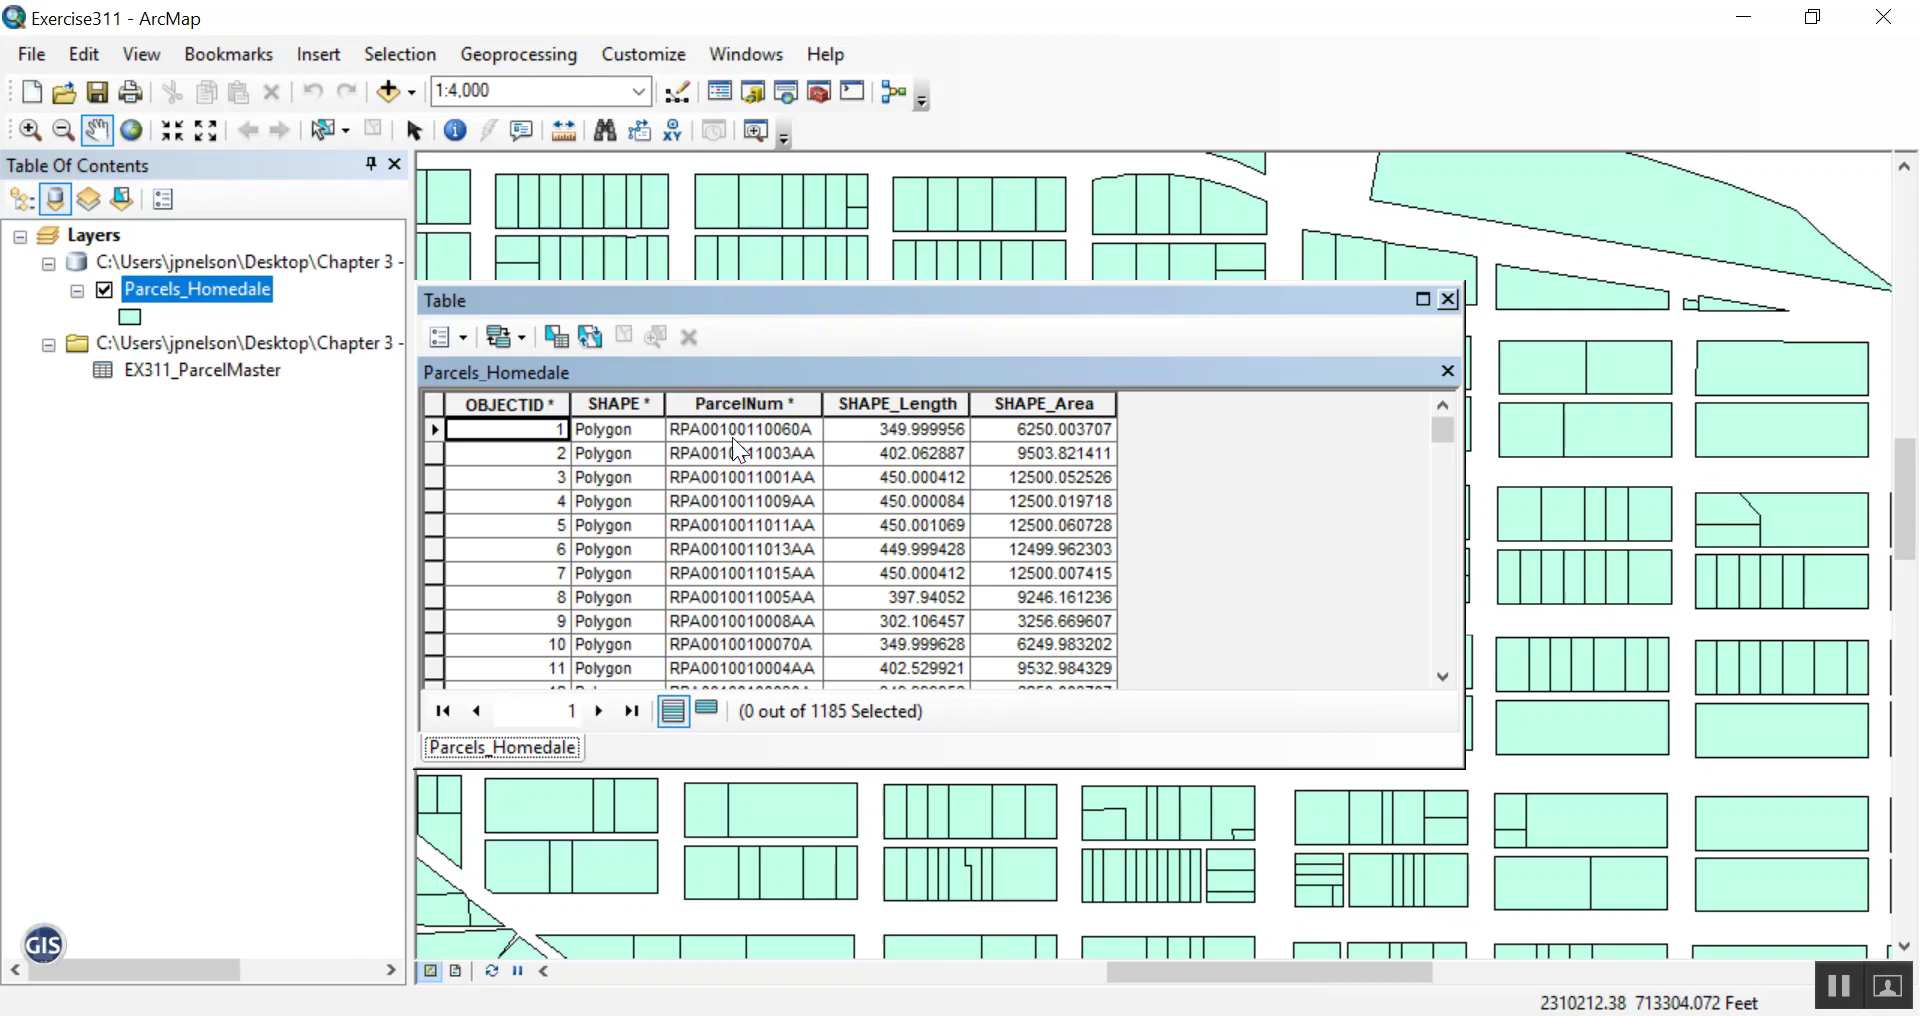 Exercise311 - ArcMap
File Edit View Bookmarks Insert Selection Geoprocessing Customize Windows Help
1:4,000
XY
Table Of Contents
Layers
C:\Users\jpnelson\Desktop\Chapter 3 -
Parcels_Homedale
C:\Users\jpnelson\Desktop\Chapter 3 -
EX311_ParcelMaster
GIS
Table
Parcels_Homedale
OBJECTID * SHAPE * ParcelNum * SHAPE_Length SHAPE_Area
1 Polygon RPA00100110060A 349.999956 6250.003707
2 Polygon RPA0010011003AA 402.062887 9503.821411
3 Polygon RPA0010011001AA 450.000412 12500.052526
4 Polygon RPA0010011009AA 450.000084 12500.019718
5 Polygon RPA0010011011AA 450.001069 12500.060728
6 Polygon RPA0010011013AA 449.999428 12499.962303
7 Polygon RPA0010011015AA 450.000412 12500.007415
8 Polygon RPA0010011005AA 397.94052 9246.161236
9 Polygon RPA0010010008AA 302.106457 3256.669607
10 Polygon RPA00100100070A 349.999628 6249.983202
11 Polygon RPA0010010004AA 402.529921 9532.984329
1 (0 out of 1185 Selected)
Parcels_Homedale
2310212.38 713304.072 Feet